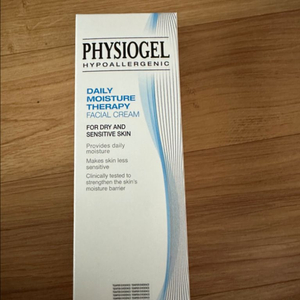 PHYSIOGEL
HYPOALLERGENIC
DAILY
MOISTURE
THERAPY
FACIAL CREAM
FOR DRY AND
SENSITIVE SKIN
Provides daily
moisture
Makes skin less
sensitive
Clinically tested to
strengthen the skin's
moisture barrier